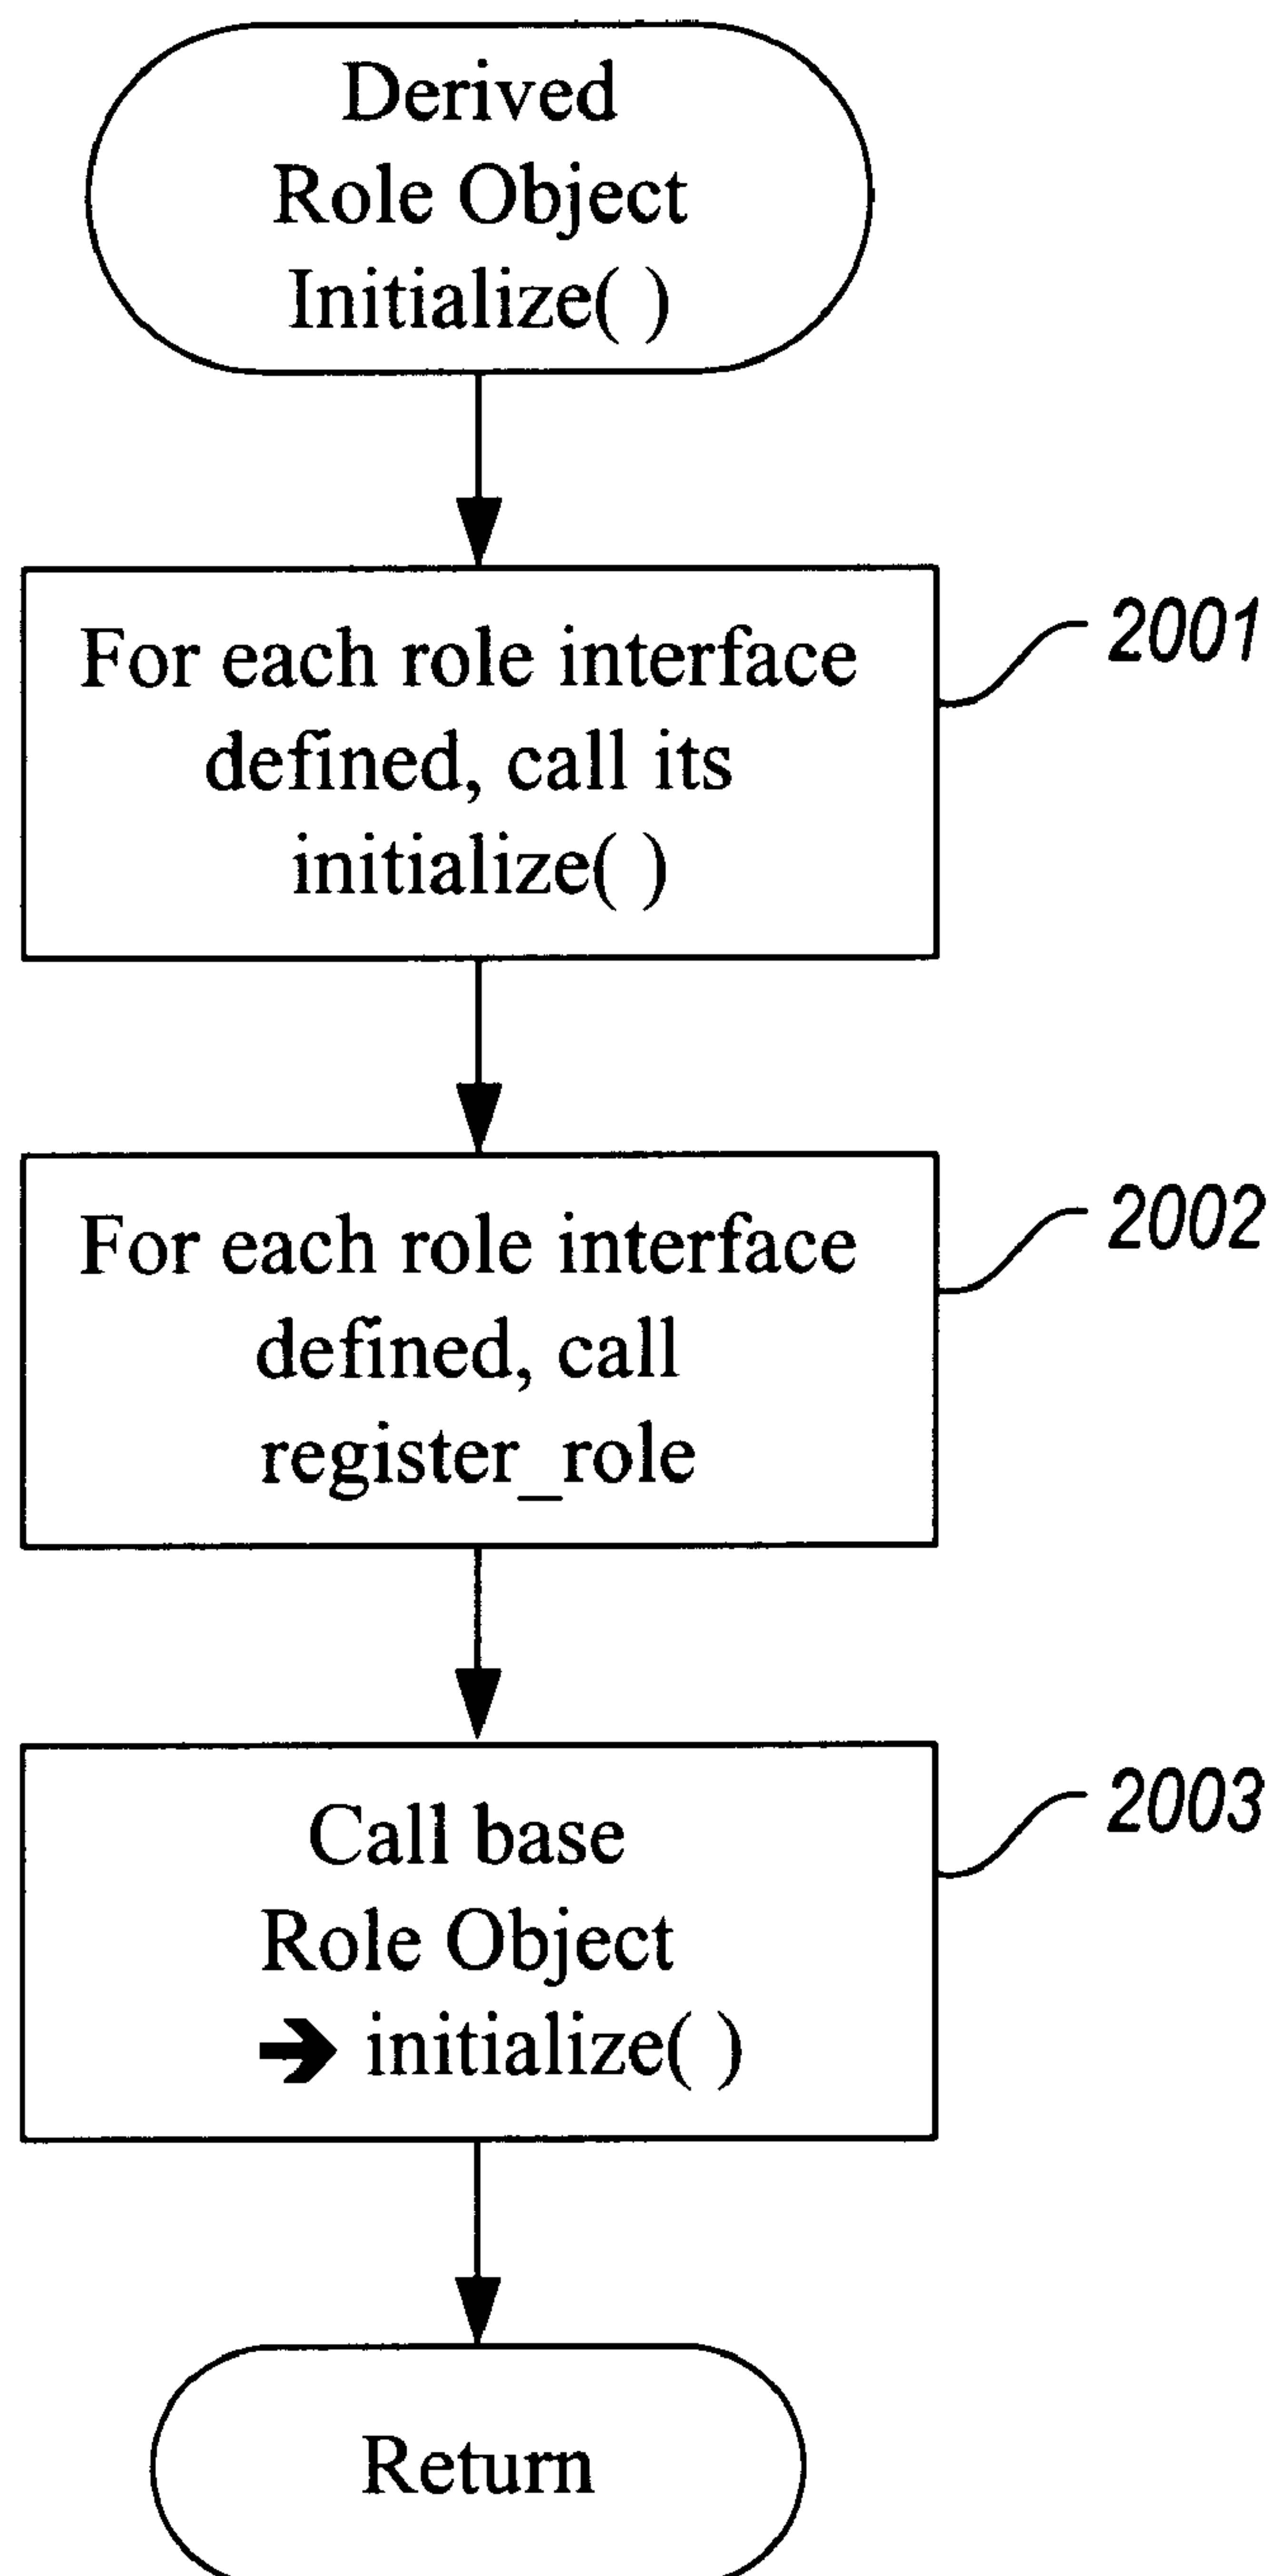 Derived
Role Object
Initialize( )
For each role interface
defined, call its
initialize( )
2001
For each role interface
defined, call
register_role
2002
Call base
Role Object
➔ initialize( )
2003
Return